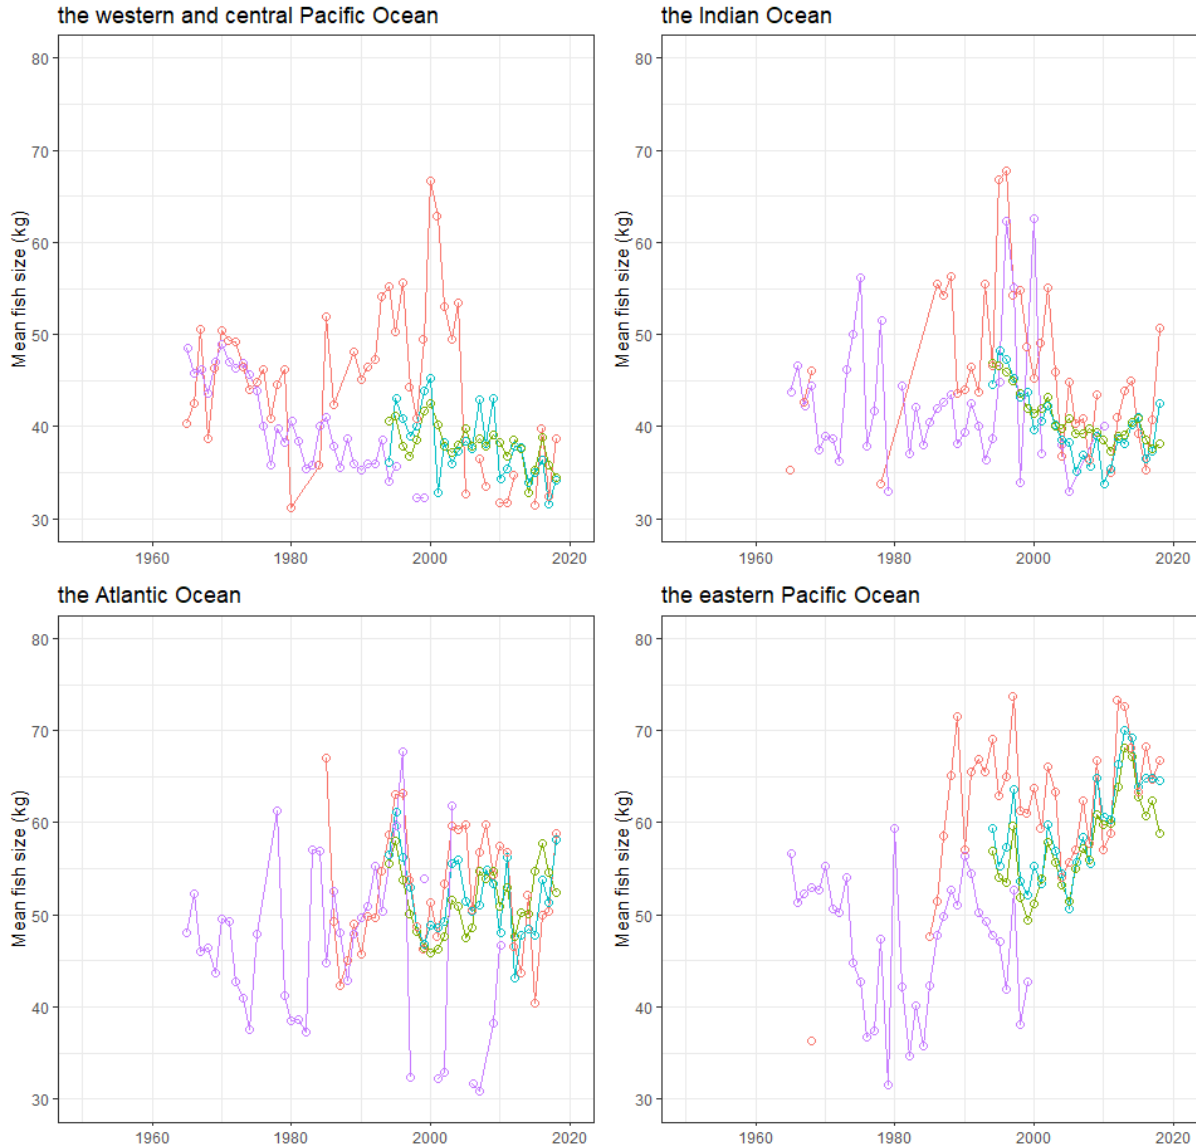 the western and central Pacific Ocean
80
70
60
50
40
30
Mean fish size (kg)
1960 1980 2000 2020
the Indian Ocean
80
70
60
50
40
30
Mean fish size (kg)
1960 1980 2000 2020
the Atlantic Ocean
80
70
60
50
40
30
Mean fish size (kg)
1960 1980 2000 2020
the eastern Pacific Ocean
80
70
60
50
40
30
Mean fish size (kg)
1960 1980 2000 2020